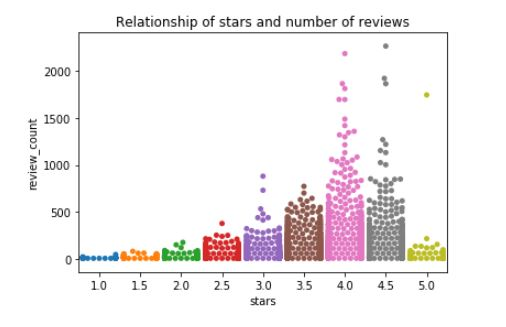 Relationship of stars and number of reviews
2000
1500
1000
500
0
review_count
1.0 1.5 2.0 2.5 3.0 3.5 4.0 4.5 5.0
stars